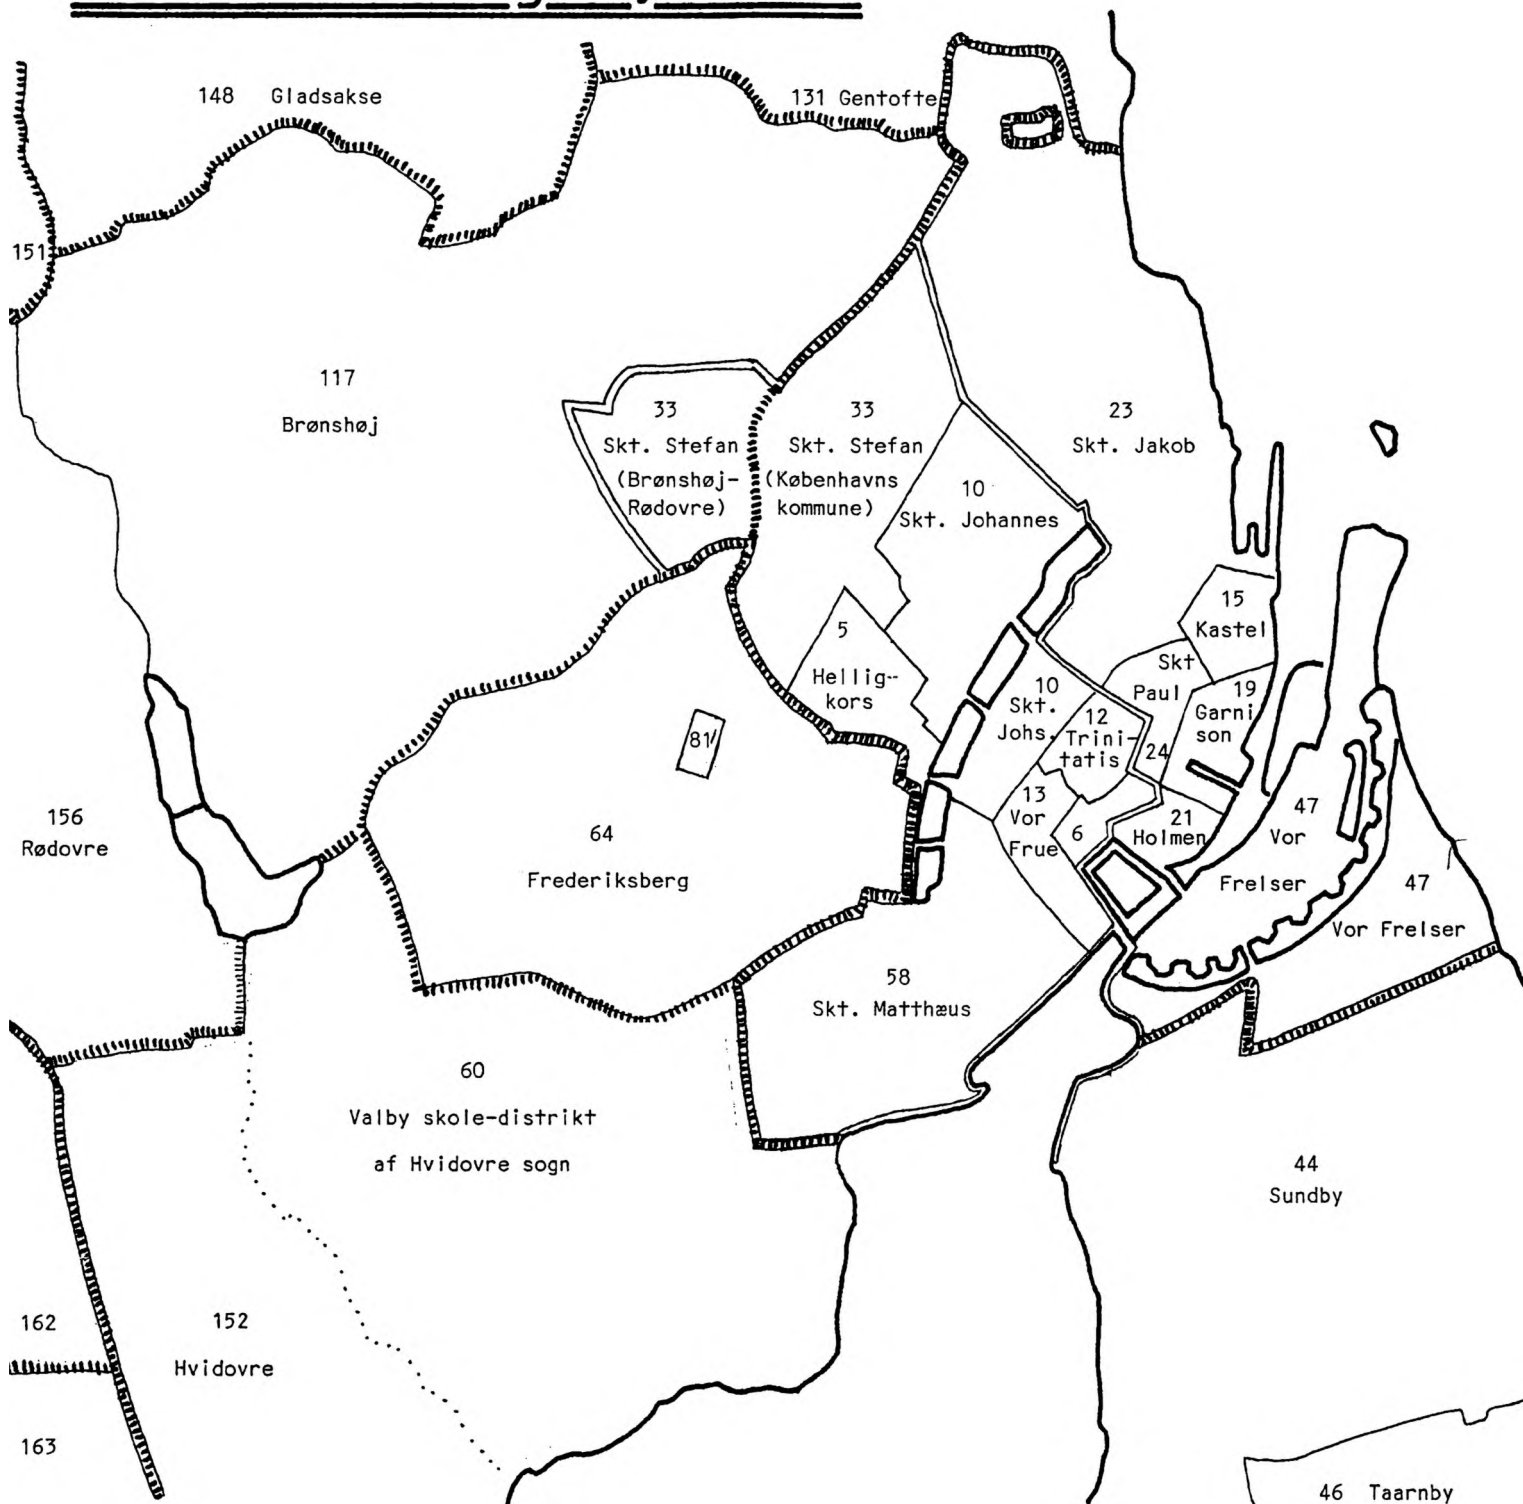 148 Gladsakse
131 Gentofte
151
117
Brønshøj
33
Skt. Stefan
(Brønshøj-
Rødovre)
33
Skt. Stefan
(Københavns
kommune)
23
Skt. Jakob
10
Skt. Johannes
15
Kastel
5
Hellig-
kors
Skt
Paul
24
10
Skt.
Johs.
12
Trini-
tatis
19
Garni
son
81
13
Vor
Frue
6
21
Holmen
47
Vor
Frelser
47
Vor Frelser
156
Rødovre
64
Frederiksberg
58
Skt. Matthæus
60
Valby skole-distrikt
af Hvidovre sogn
44
Sundby
162
152
Hvidovre
163
46 Taarnby